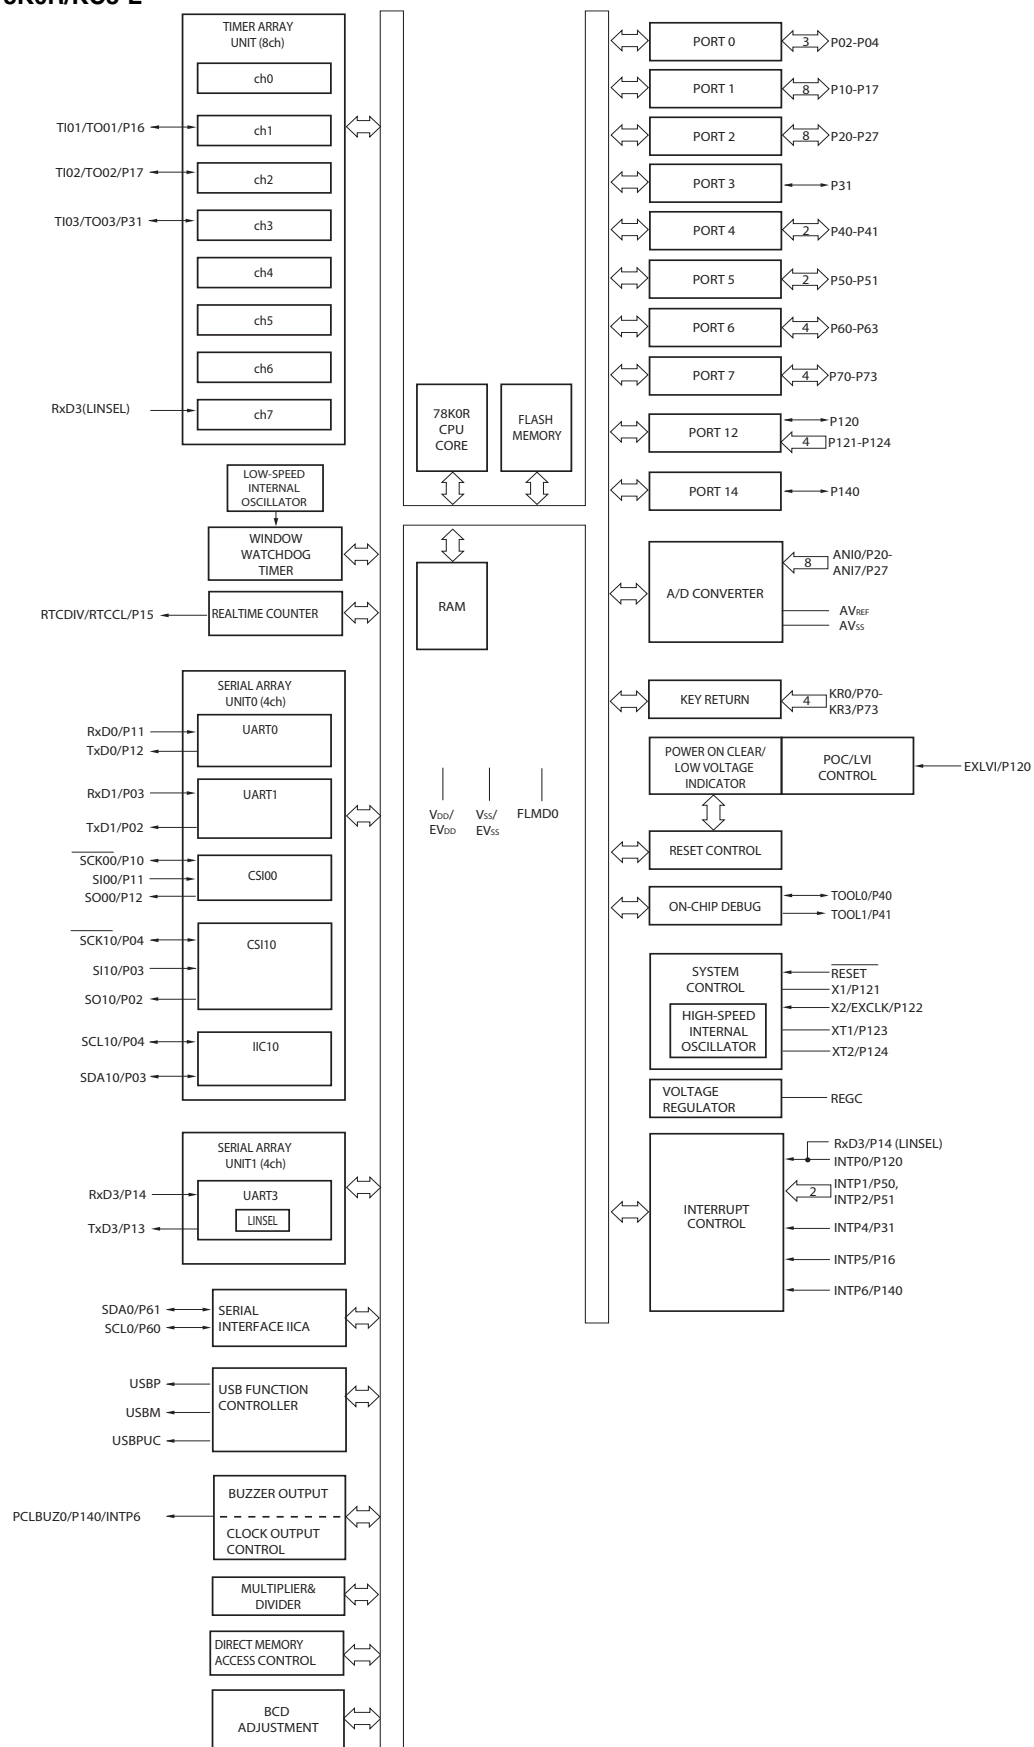 TIMER ARRAY
UNIT (8ch)
ch0
TI01/TO01/P16
ch1
TI02/TO02/P17
ch2
TI03/TO03/P31
ch3
ch4
ch5
ch6
RxD3(LINSEL)
ch7
LOW-SPEED
INTERNAL
OSCILLATOR
WINDOW
WATCHDOG
TIMER
RTCDIV/RTCCL/P15
REALTIME COUNTER
SERIAL ARRAY
UNIT0 (4ch)
UART0
RxD0/P11
TxD0/P12
UART1
RxD1/P03
TxD1/P02
SCK00/P10
SI00/P11
SO00/P12
CSI00
SCK10/P04
SI10/P03
SO10/P02
CSI10
SCL10/P04
SDA10/P03
IIC10
SERIAL ARRAY
UNIT1 (4ch)
UART3
LINSEL
RxD3/P14
TxD3/P13
SDA0/P61
SCL0/P60
SERIAL
INTERFACE IICA
USBP
USBM
USBPUC
USB FUNCTION
CONTROLLER
PCLBUZ0/P140/INTP6
BUZZER OUTPUT
CLOCK OUTPUT
CONTROL
MULTIPLIER&
DIVIDER
DIRECT MEMORY
ACCESS CONTROL
BCD
ADJUSTMENT
78K0R
CPU
CORE
FLASH
MEMORY
RAM
VDD/
EVDD
VSS/
EVSS
FLMD0
PORT 0
3
P02-P04
PORT 1
8
P10-P17
PORT 2
8
P20-P27
PORT 3
P31
PORT 4
2
P40-P41
PORT 5
2
P50-P51
PORT 6
4
P60-P63
PORT 7
4
P70-P73
PORT 12
P120
4
P121-P124
PORT 14
P140
A/D CONVERTER
8
ANI0/P20-
ANI7/P27
AVREF
AVSS
KEY RETURN
4
KR0/P70-
KR3/P73
POWER ON CLEAR/
LOW VOLTAGE
INDICATOR
POC/LVI
CONTROL
EXLVI/P120
RESET CONTROL
ON-CHIP DEBUG
TOOL0/P40
TOOL1/P41
SYSTEM
CONTROL
HIGH-SPEED
INTERNAL
OSCILLATOR
RESET
X1/P121
X2/EXCLK/P122
XT1/P123
XT2/P124
VOLTAGE
REGULATOR
REGC
INTERRUPT
CONTROL
RxD3/P14 (LINSEL)
INTP0/P120
2
INTP1/P50,
INTP2/P51
INTP4/P31
INTP5/P16
INTP6/P140